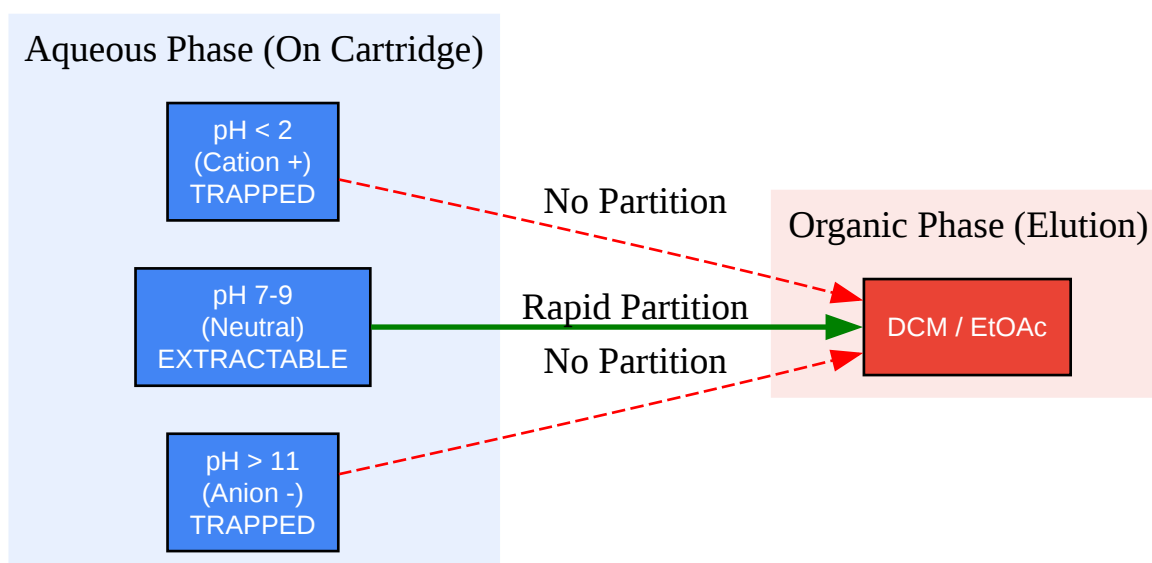 Aqueous Phase (On Cartridge)
pH < 2
(Cation +)
TRAPPED
No Partition
Organic Phase (Elution)
pH 7-9
(Neutral)
EXTRACTABLE
Rapid Partition
DCM / EtOAc
No Partition
pH > 11
(Anion -)
TRAPPED